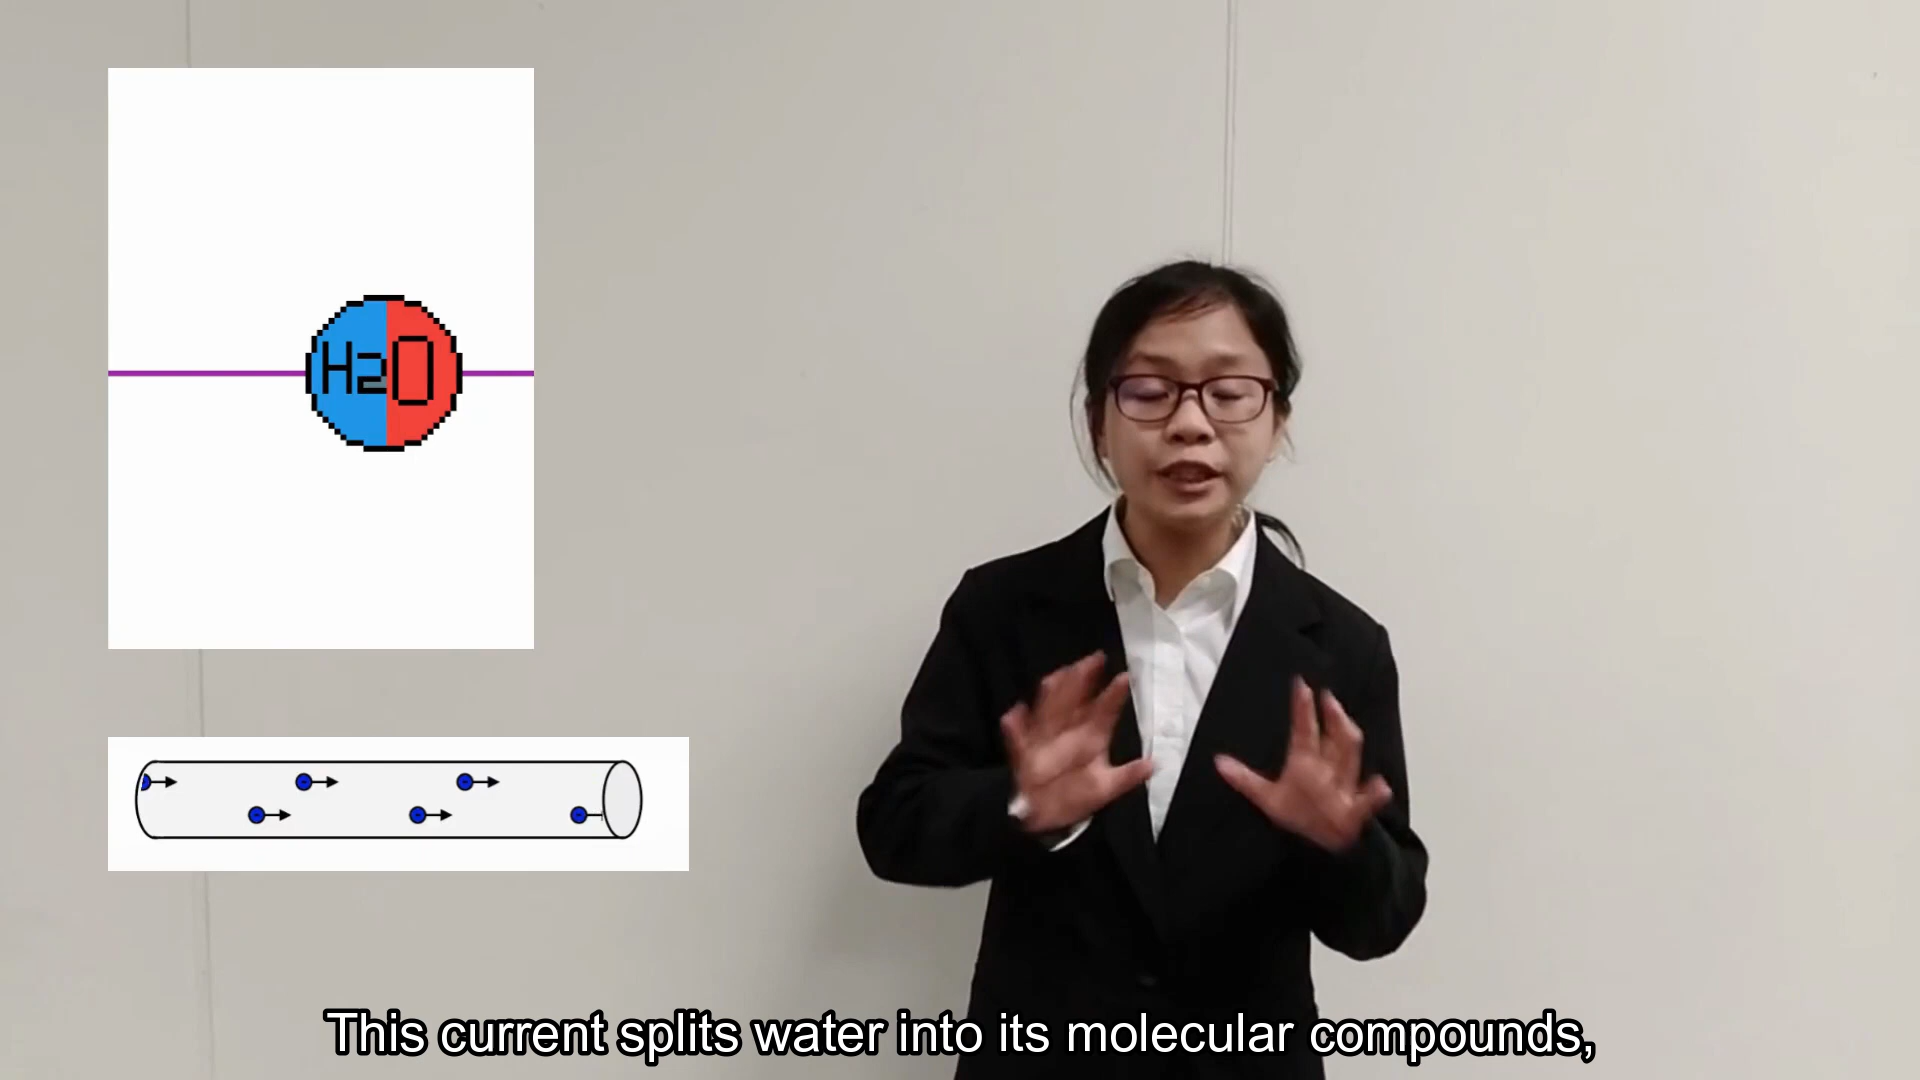 H2O
This current splits water into its molecular compounds,